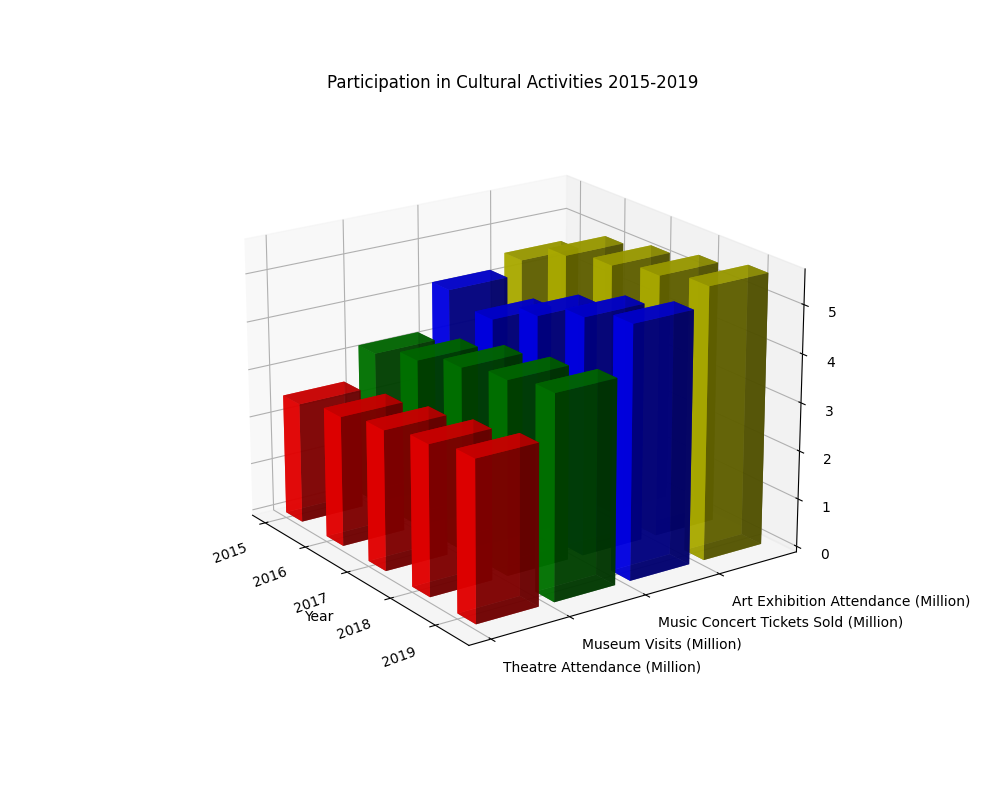 Participation in Cultural Activities 2015-2019
5
4
3
2
1
0
2015
2016
2017
2018
2019
Year
Art Exhibition Attendance (Million)
Music Concert Tickets Sold (Million)
Museum Visits (Million)
Theatre Attendance (Million)